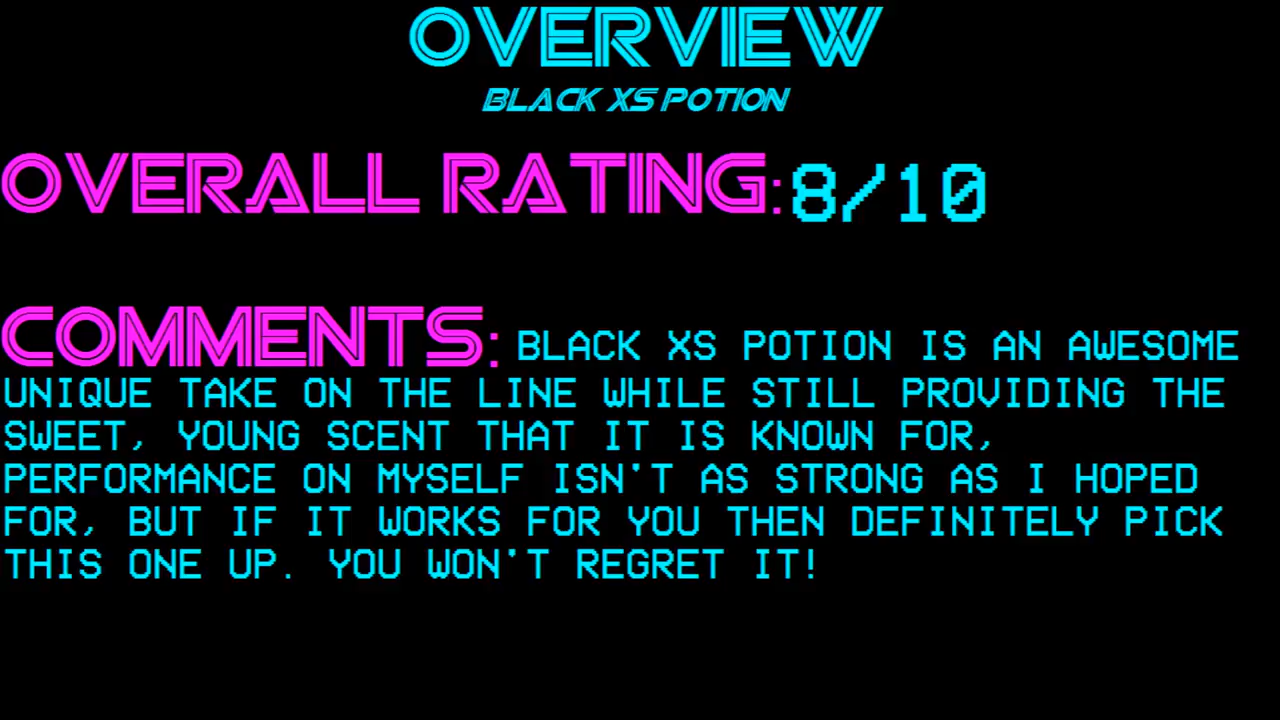 OVERVIEW
BLACK XS POTION
OVERALL RATING: 8/10
COMMENTS: BLACK XS POTION IS AN AWESOME
UNIQUE TAKE ON THE LINE WHILE STILL PROVIDING THE
SWEET, YOUNG SCENT THAT IT IS KNOWN FOR,
PERFORMANCE ON MYSELF ISN'T AS STRONG AS I HOPED
FOR, BUT IF IT WORKS FOR YOU THEN DEFINITELY PICK
THIS ONE UP. YOU WON'T REGRET IT!